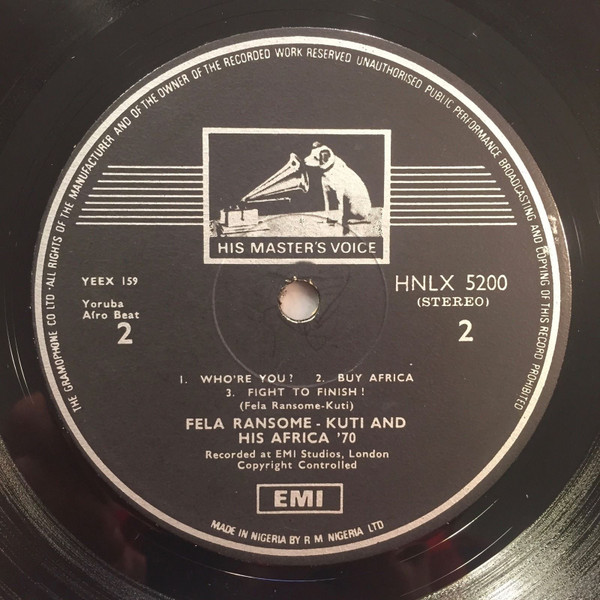 THE GRAMOPHONE CO LTD·ALL RIGHTS OF THE MANUFACTURER AND OF THE OWNER OF THE RECORDED WORK RESERVED UNAUTHORISED PUBLIC PERFORMANCE BROADCASTING AND COPYING OF THIS RECORD PROHIBITED
HIS MASTER'S VOICE
YEEX 159
HNLX 5200
(STEREO)
Yoruba
Afro Beat
2
2
1. WHO'RE YOU? 2. BUY AFRICA
3. FIGHT TO FINISH!
(Fela Ransome-Kuti)
FELA RANSOME - KUTI AND
HIS AFRICA '70
Recorded at EMI Studios, London
Copyright Controlled
EMI
MADE IN NIGERIA BY R M NIGERIA LTD